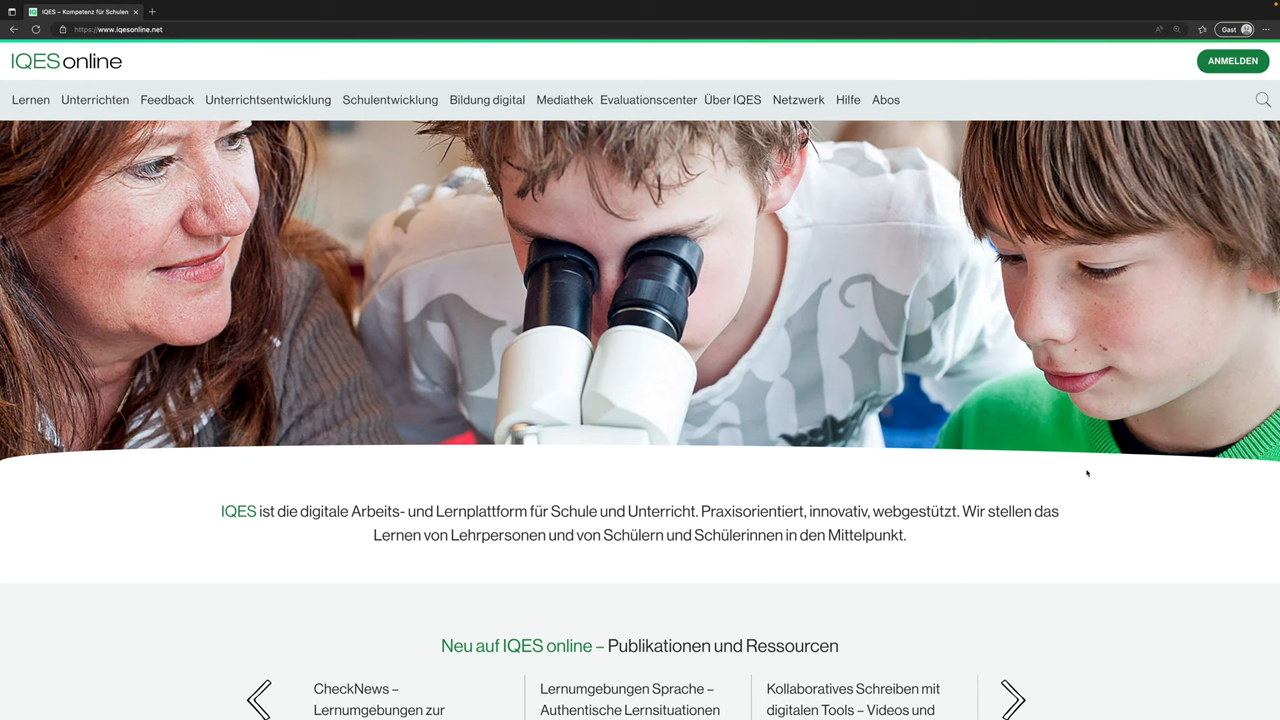 IQES – Kompetenz für Schulen
https://www.iqesonline.net
Gast
IQES online
ANMELDEN
Lernen Unterrichten Feedback Unterrichtsentwicklung Schulentwicklung Bildung digital Mediathek Evaluationscenter Über IQES Netzwerk Hilfe Abos
IQES ist die digitale Arbeits- und Lernplattform für Schule und Unterricht. Praxisorientiert, innovativ, webgestützt. Wir stellen das
Lernen von Lehrpersonen und von Schülern und Schülerinnen in den Mittelpunkt.
Neu auf IQES online – Publikationen und Ressourcen
CheckNews –
Lernumgebungen zur
Lernumgebungen Sprache –
Authentische Lernsituationen
Kollaboratives Schreiben mit
digitalen Tools – Videos und